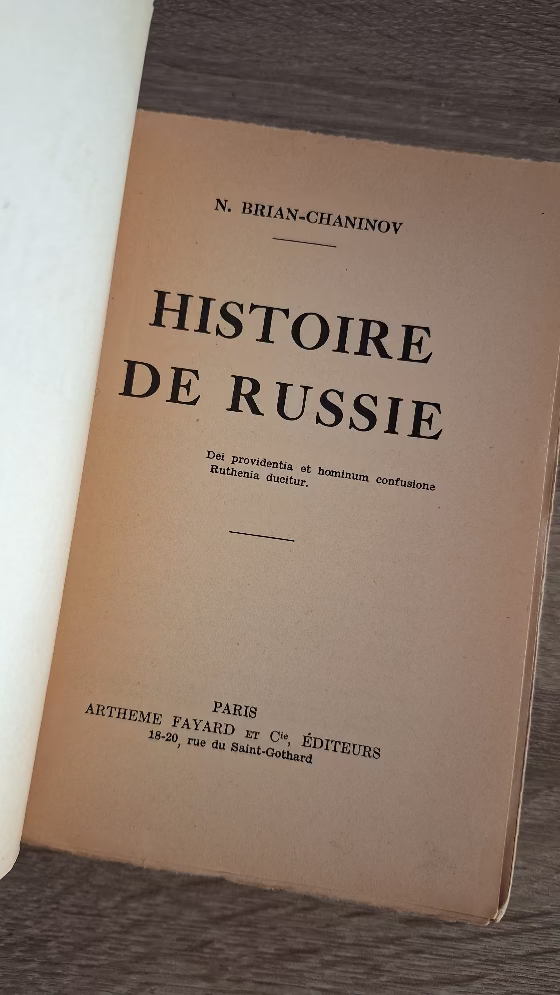 N. BRIAN-CHANINOV
HISTOIRE
DE RUSSIE
Dei providentia et hominum confusione
Ruthenia ducitur.
PARIS
ARTHEME FAYARD ET Cie, ÉDITEURS
18-20, rue du Saint-Gothard